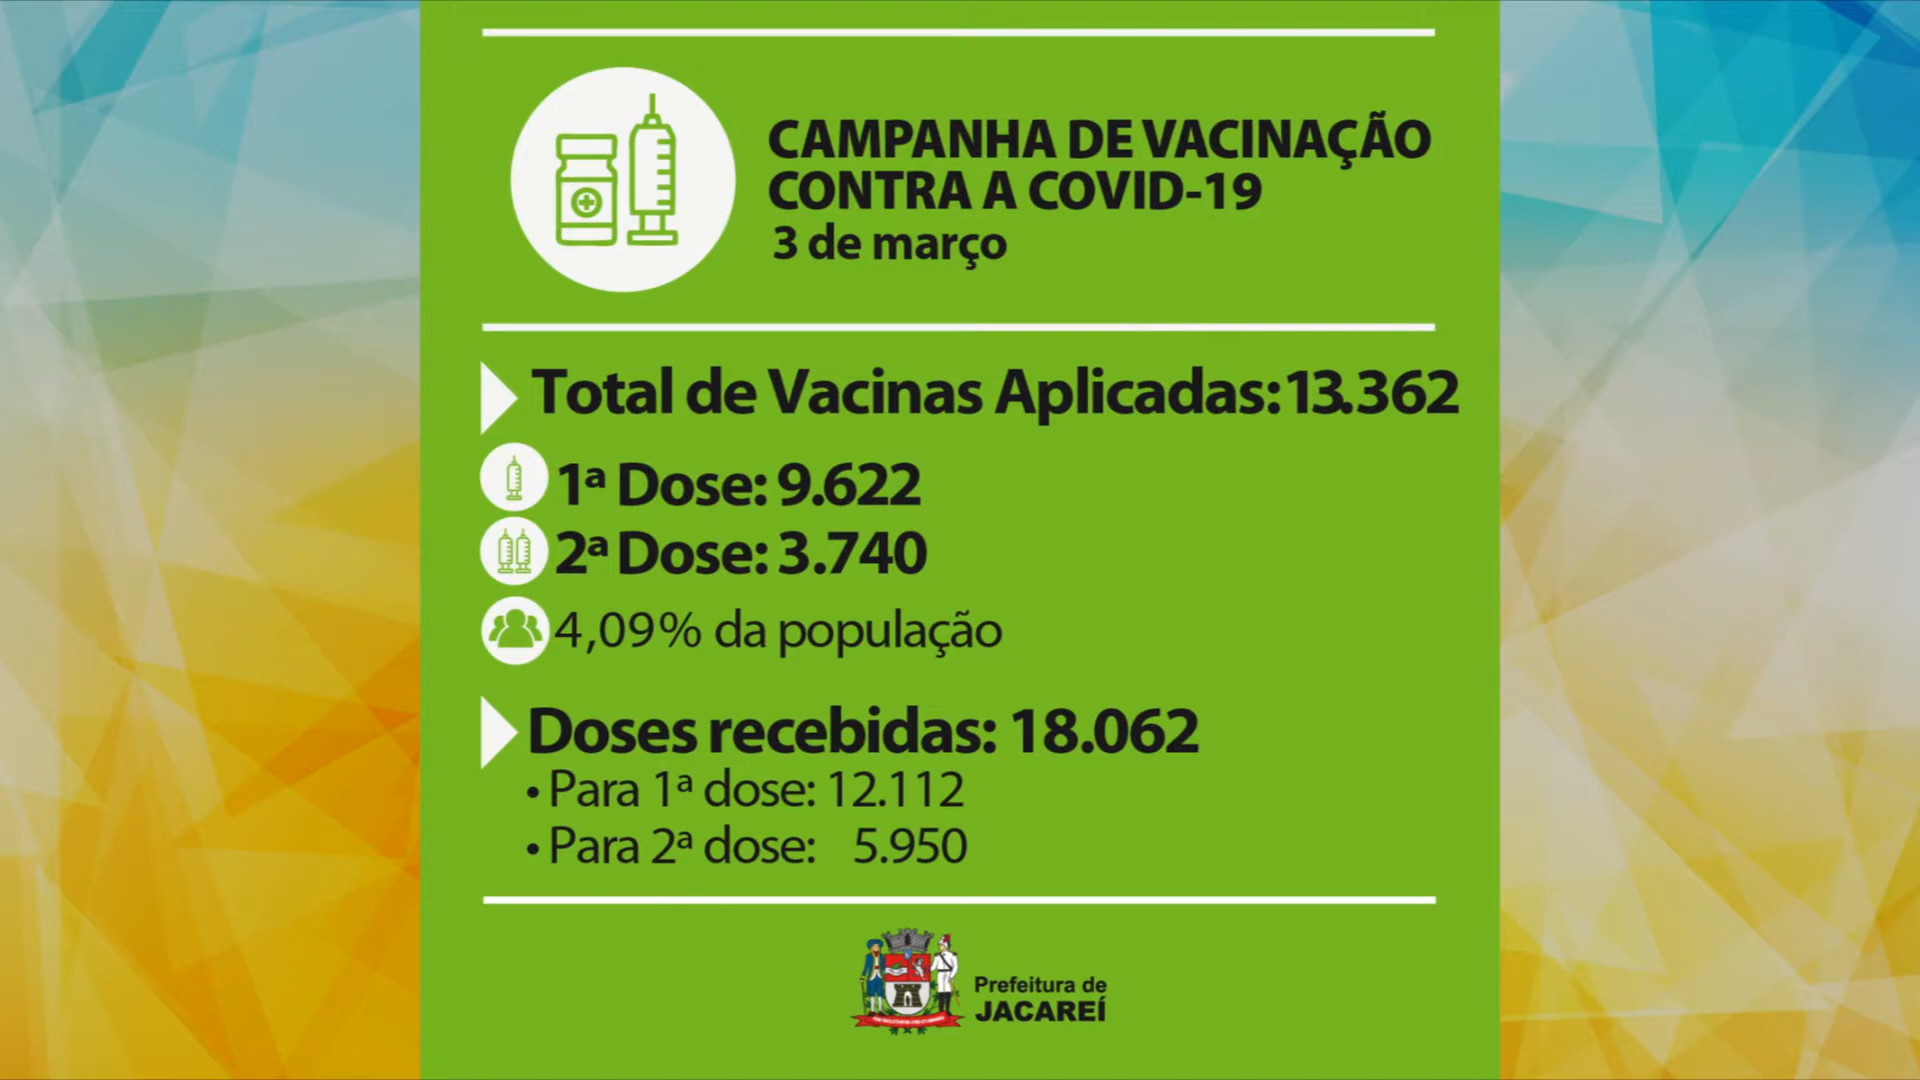 CAMPANHA DE VACINAÇÃO
CONTRA A COVID-19
3 de março
Total de Vacinas Aplicadas: 13.362
1ª Dose: 9.622
2ª Dose: 3.740
4,09% da população
Doses recebidas: 18.062
• Para 1ª dose: 12.112
• Para 2ª dose: 5.950
Prefeitura de
JACAREÍ